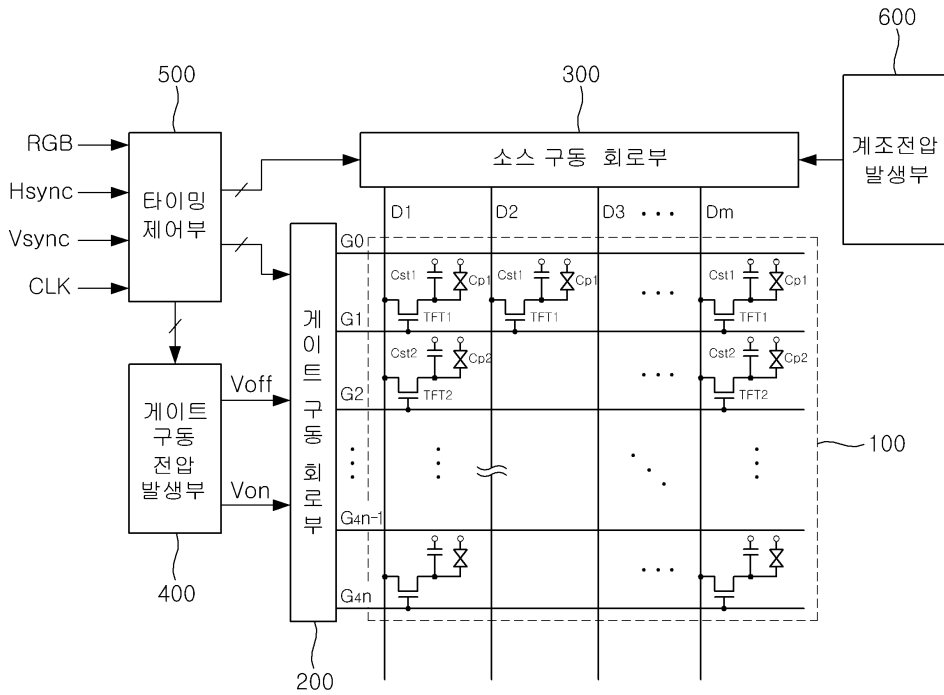 600
500
300
RGB
Hsync
Vsync
CLK
타이밍
제어부
소스 구동 회로부
계조전압
발생부
D1 D2 D3 Dm
G0
Cst1 Cp1 Cst1 Cp1 Cst1 Cp1
TFT1 TFT1 TFT1
G1
Cst2 Cp2 Cst2 Cp2
TFT2 TFT2
G2
게이트 구동 회로부
게이트
구동
전압
발생부
Voff
Von
100
G4n-1
G4n
400
200